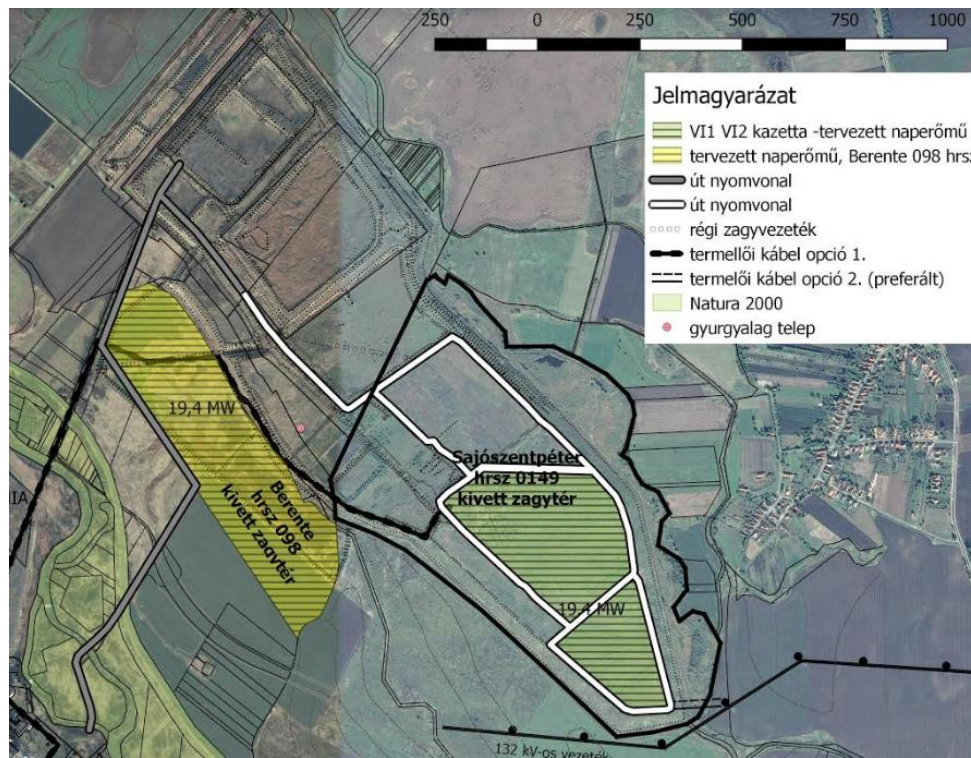 250 0 250 500 750 1000
Jelmagyarázat
VI1 VI2 kazetta -tervezett naperőmű
tervezett naperőmű, Berente 098 hrsz
út nyomvonal
út nyomvonal
régi zagyvezeték
termellői kábel opció 1.
termelői kábel opció 2. (preferált)
Natura 2000
gyurgyalag telep
19,4 MW
Berente
hrsz 098
kivett zagytér
Sajószentpéter
hrsz 0149
kivett zagytér
19,4 MW
IA
132 kV-os vezeték